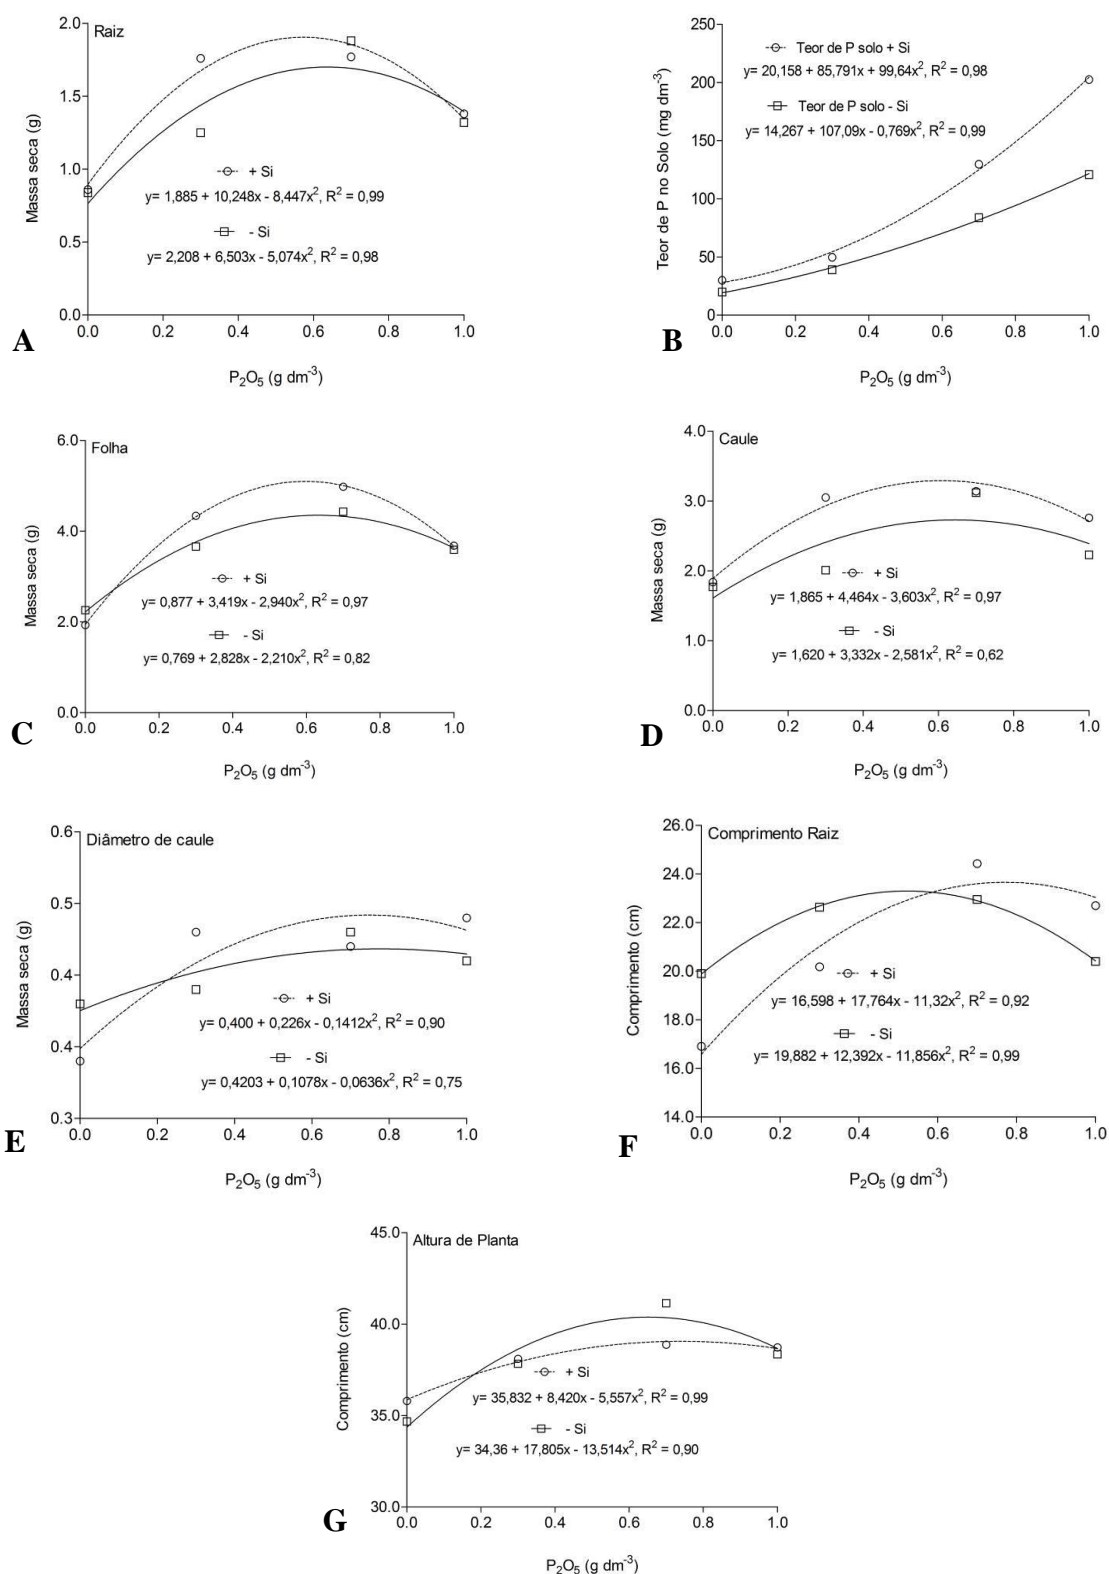 Raiz
2.0
1.5
1.0
0.5
0.0
Massa seca (g)
+ Si
y= 1,885 + 10,248x - 8,447x², R² = 0,99
- Si
y= 2,208 + 6,503x - 5,074x², R² = 0,98
0.0 0.2 0.4 0.6 0.8 1.0
A
P₂O₅ (g dm⁻³)
250
200
150
100
50
0
Teor de P no Solo (mg dm⁻³)
Teor de P solo + Si
y= 20,158 + 85,791x + 99,64x², R² = 0,98
Teor de P solo - Si
y= 14,267 + 107,09x - 0,769x², R² = 0,99
0.0 0.2 0.4 0.6 0.8 1.0
B
P₂O₅ (g dm⁻³)
Folha
6.0
4.0
2.0
0.0
Massa seca (g)
+ Si
y= 0,877 + 3,419x - 2,940x², R² = 0,97
- Si
y= 0,769 + 2,828x - 2,210x², R² = 0,82
0.0 0.2 0.4 0.6 0.8 1.0
C
P₂O₅ (g dm⁻³)
Caule
4.0
3.0
2.0
1.0
0.0
Massa seca (g)
+ Si
y= 1,865 + 4,464x - 3,603x², R² = 0,97
- Si
y= 1,620 + 3,332x - 2,581x², R² = 0,62
0.0 0.2 0.4 0.6 0.8 1.0
D
P₂O₅ (g dm⁻³)
Diâmetro de caule
0.6
0.5
0.4
0.4
0.3
Massa seca (g)
+ Si
y= 0,400 + 0,226x - 0,1412x², R² = 0,90
- Si
y= 0,4203 + 0,1078x - 0,0636x², R² = 0,75
0.0 0.2 0.4 0.6 0.8 1.0
E
P₂O₅ (g dm⁻³)
Comprimento Raiz
26.0
24.0
22.0
20.0
18.0
16.0
14.0
Comprimento (cm)
+ Si
y= 16,598 + 17,764x - 11,32x², R² = 0,92
- Si
y= 19,882 + 12,392x - 11,856x², R² = 0,99
0.0 0.2 0.4 0.6 0.8 1.0
F
P₂O₅ (g dm⁻³)
Altura de Planta
45.0
40.0
35.0
30.0
Comprimento (cm)
+ Si
y= 35,832 + 8,420x - 5,557x², R² = 0,99
- Si
y= 34,36 + 17,805x - 13,514x², R² = 0,90
0.0 0.2 0.4 0.6 0.8 1.0
G
P₂O₅ (g dm⁻³)